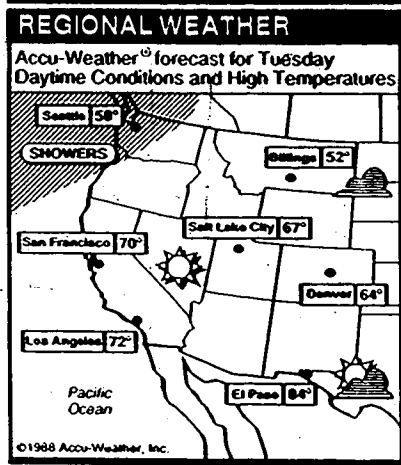 REGIONAL WEATHER
Accu-Weather® forecast for Tuesday
Daytime Conditions and High Temperatures
Seattle 58°
SHOWERS
Billings 52°
Salt Lake City 67°
San Francisco 70°
Denver 64°
Los Angeles 72°
El Paso 84°
Pacific
Ocean
©1988 Accu-Weather, Inc.